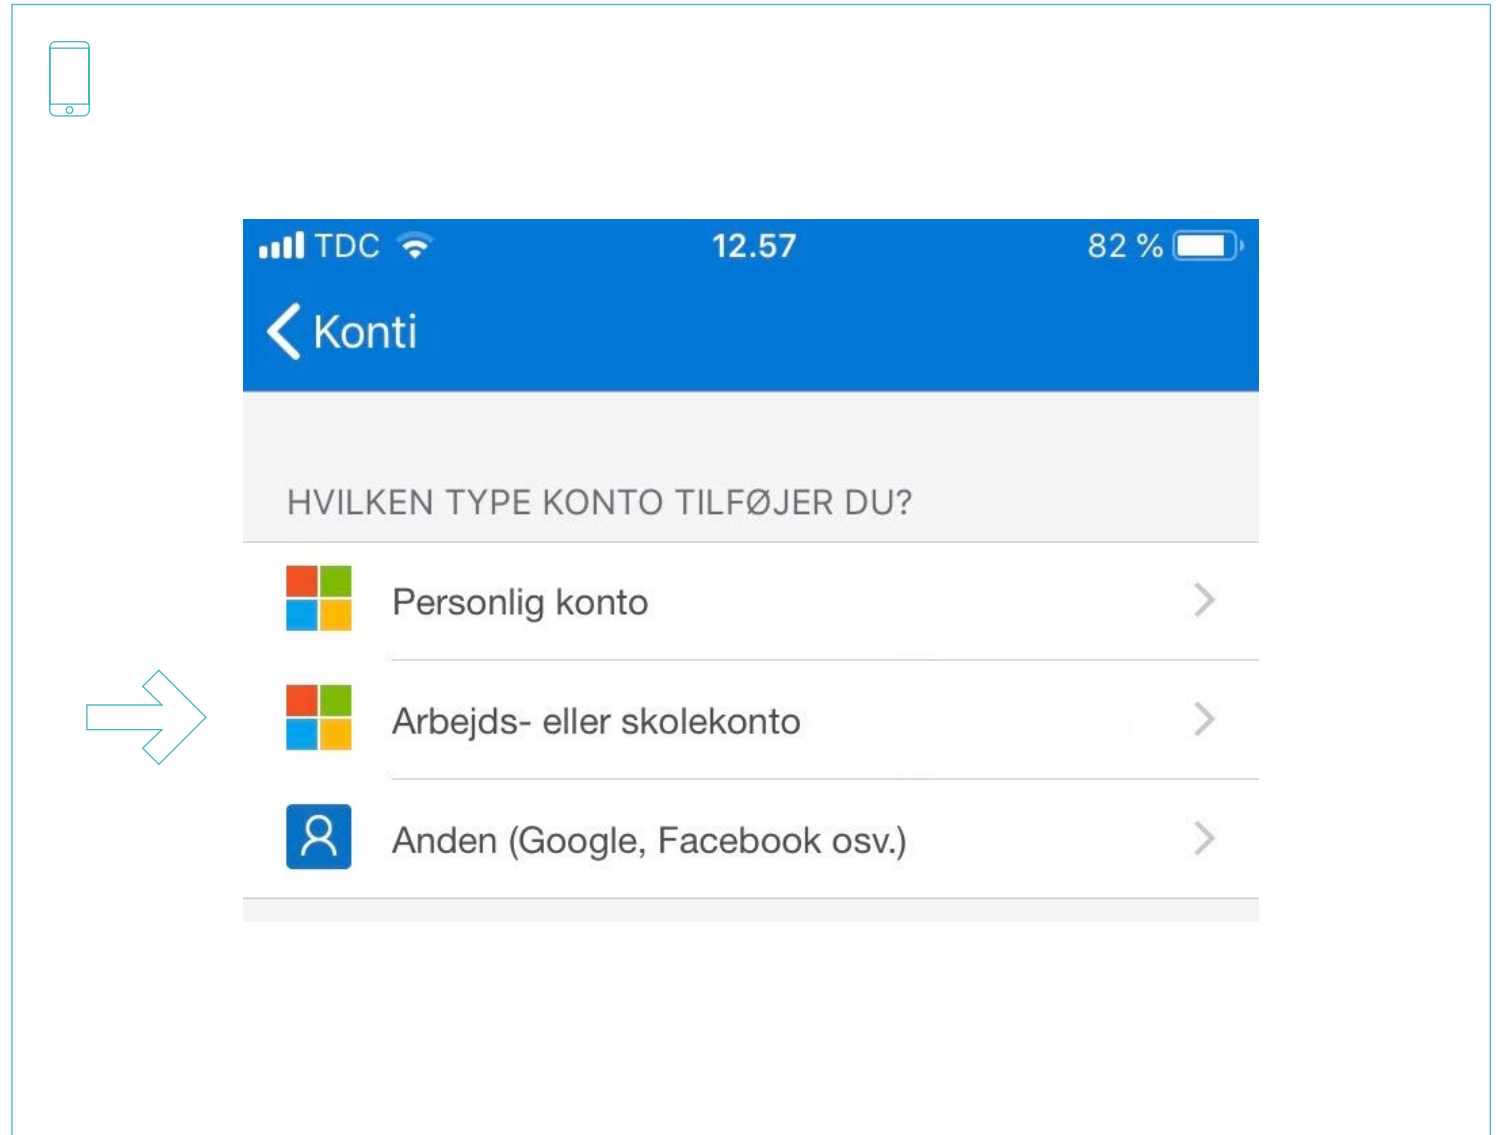 TDC 12.57 82 %
Konti
HVILKEN TYPE KONTO TILFØJER DU?
Personlig konto
Arbejds- eller skolekonto
Anden (Google, Facebook osv.)